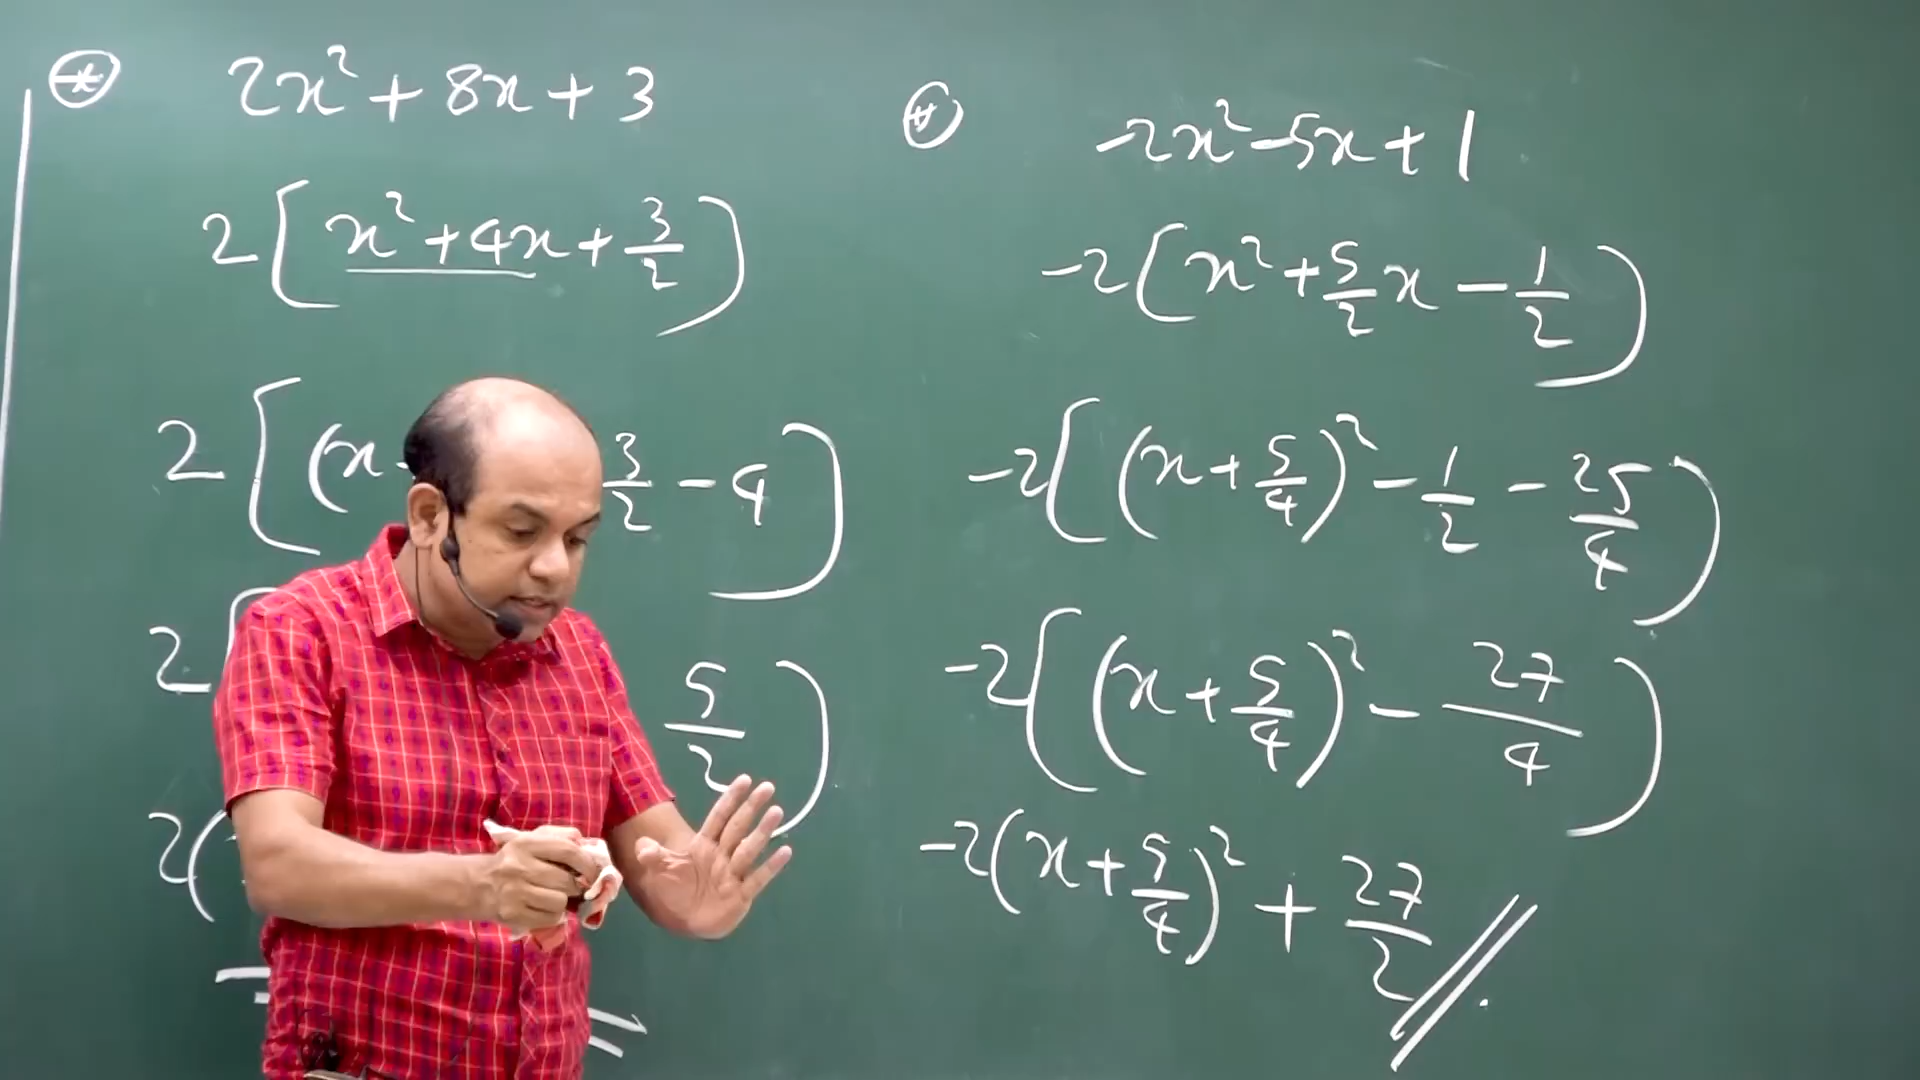 2x² + 8x + 3
2[x² + 4x + 3/2]
2[(x 3/2 - 4]
2[ 5/2]
2(
-2x² - 5x + 1
-2(x² + 5/2 x - 1/2)
-2[(x + 5/4)² - 1/2 - 25/4]
-2[(x + 5/4)² - 27/4]
-2(x + 5/4)² + 27/2 //.